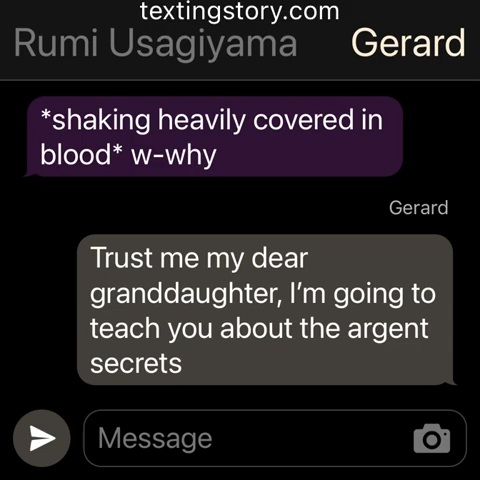 textingstory.com
Rumi Usagiyama Gerard
*shaking heavily covered in
blood* w-why
Gerard
Trust me my dear
granddaughter, I’m going to
teach you about the argent
secrets
Message